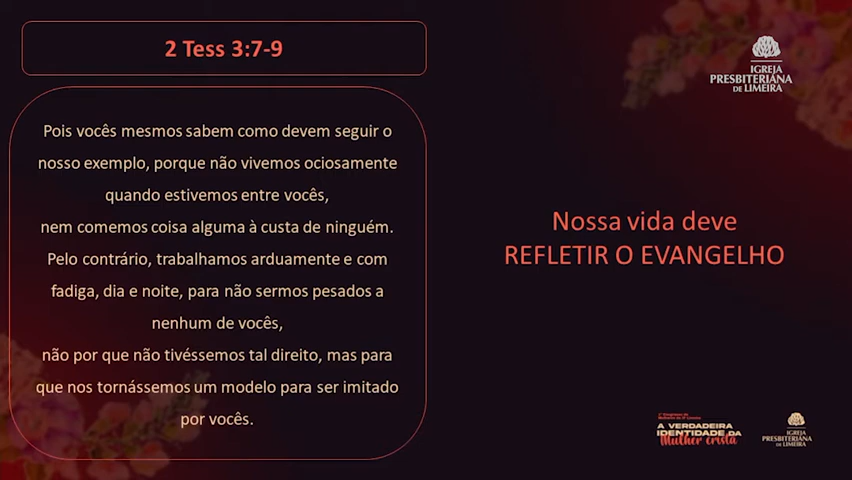 2 Tess 3:7-9
Pois vocês mesmos sabem como devem seguir o
nosso exemplo, porque não vivemos ociosamente
quando estivemos entre vocês,
nem comemos coisa alguma à custa de ninguém.
Pelo contrário, trabalhamos arduamente e com
fadiga, dia e noite, para não sermos pesados a
nenhum de vocês,
não por que não tivéssemos tal direito, mas para
que nos tornássemos um modelo para ser imitado
por vocês.
IGREJA
PRESBITERIANA
DE LIMEIRA
Nossa vida deve
REFLETIR O EVANGELHO
A VERDADEIRA
IDENTIDADE DA
Mulher cristã
IGREJA
PRESBITERIANA
DE LIMEIRA